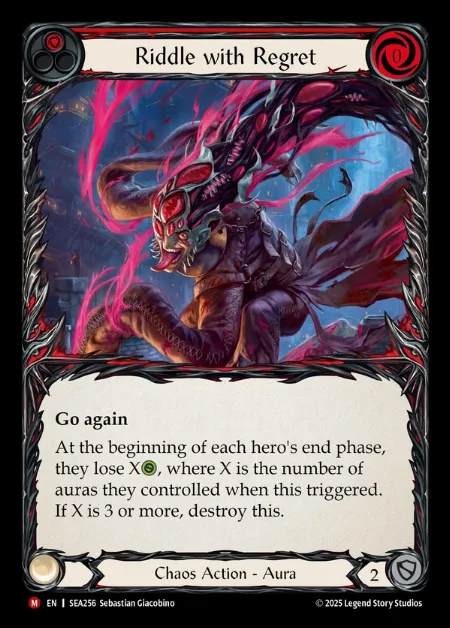 Riddle with Regret
0
Go again
At the beginning of each hero's end phase,
they lose X, where X is the number of
auras they controlled when this triggered.
If X is 3 or more, destroy this.
Chaos Action - Aura
2
M EN | SEA256 Sebastian Giacobino © 2025 Legend Story Studios